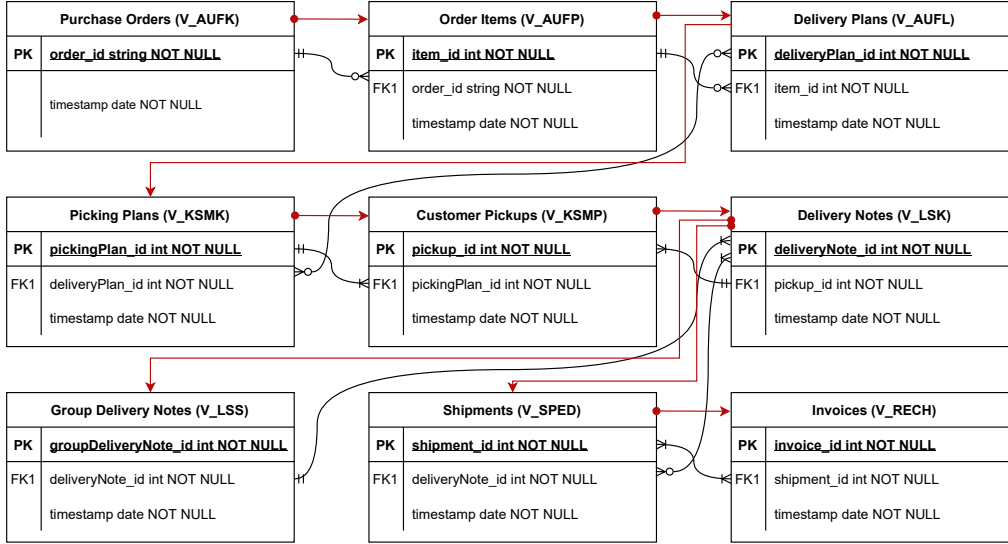 Purchase Orders (V_AUFK)
PK order_id string NOT NULL
timestamp date NOT NULL
Order Items (V_AUFP)
PK item_id int NOT NULL
FK1 order_id string NOT NULL
timestamp date NOT NULL
Delivery Plans (V_AUFL)
PK deliveryPlan_id int NOT NULL
FK1 item_id int NOT NULL
timestamp date NOT NULL
Picking Plans (V_KSMK)
PK pickingPlan_id int NOT NULL
FK1 deliveryPlan_id int NOT NULL
timestamp date NOT NULL
Customer Pickups (V_KSMP)
PK pickup_id int NOT NULL
FK1 pickingPlan_id int NOT NULL
timestamp date NOT NULL
Delivery Notes (V_LSK)
PK deliveryNote_id int NOT NULL
FK1 pickup_id int NOT NULL
timestamp date NOT NULL
Group Delivery Notes (V_LSS)
PK groupDeliveryNote_id int NOT NULL
FK1 deliveryNote_id int NOT NULL
timestamp date NOT NULL
Shipments (V_SPED)
PK shipment_id int NOT NULL
FK1 deliveryNote_id int NOT NULL
timestamp date NOT NULL
Invoices (V_RECH)
PK invoice_id int NOT NULL
FK1 shipment_id int NOT NULL
timestamp date NOT NULL